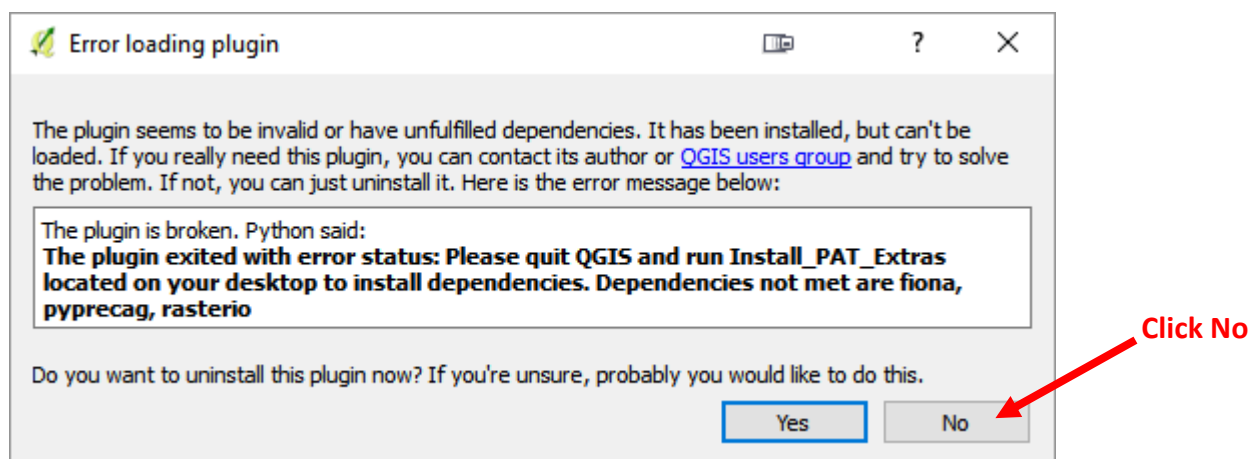 Error loading plugin
?
The plugin seems to be invalid or have unfulfilled dependencies. It has been installed, but can't be
loaded. If you really need this plugin, you can contact its author or QGIS users group and try to solve
the problem. If not, you can just uninstall it. Here is the error message below:
The plugin is broken. Python said:
The plugin exited with error status: Please quit QGIS and run Install_PAT_Extras
located on your desktop to install dependencies. Dependencies not met are fiona,
pyprecag, rasterio
Click No
Do you want to uninstall this plugin now? If you're unsure, probably you would like to do this.
Yes
No